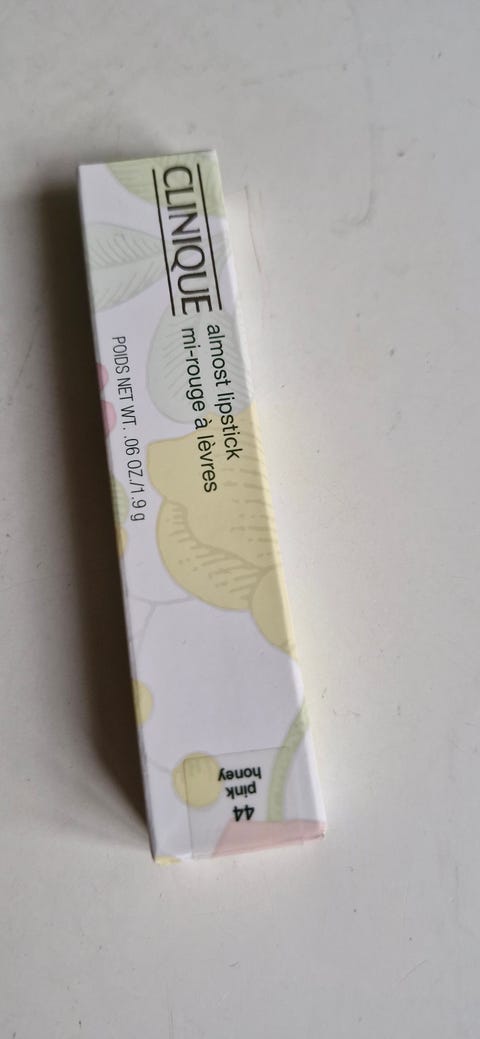 CLINIQUE
almost lipstick
mi-rouge à lèvres
POIDS NET WT. .06 OZ./1.9 g
44
pink
honey